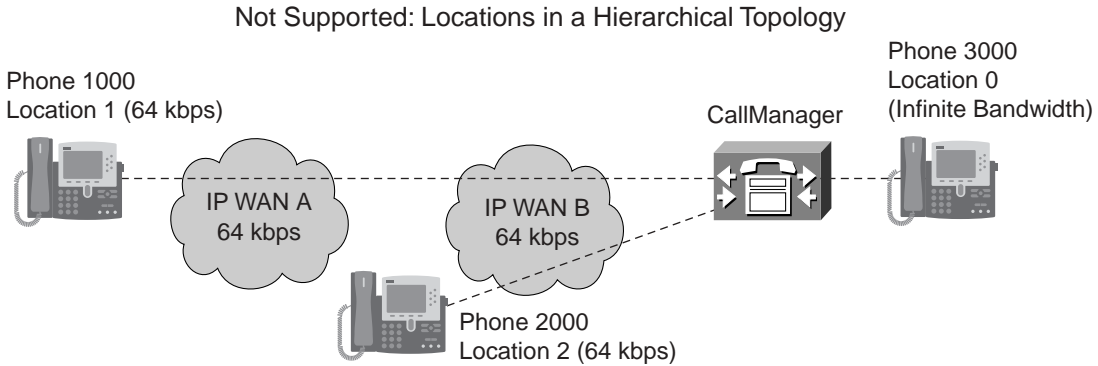 Not Supported: Locations in a Hierarchical Topology
Phone 1000
Location 1 (64 kbps)
IP WAN A
64 kbps
IP WAN B
64 kbps
CallManager
Phone 3000
Location 0
(Infinite Bandwidth)
Phone 2000
Location 2 (64 kbps)